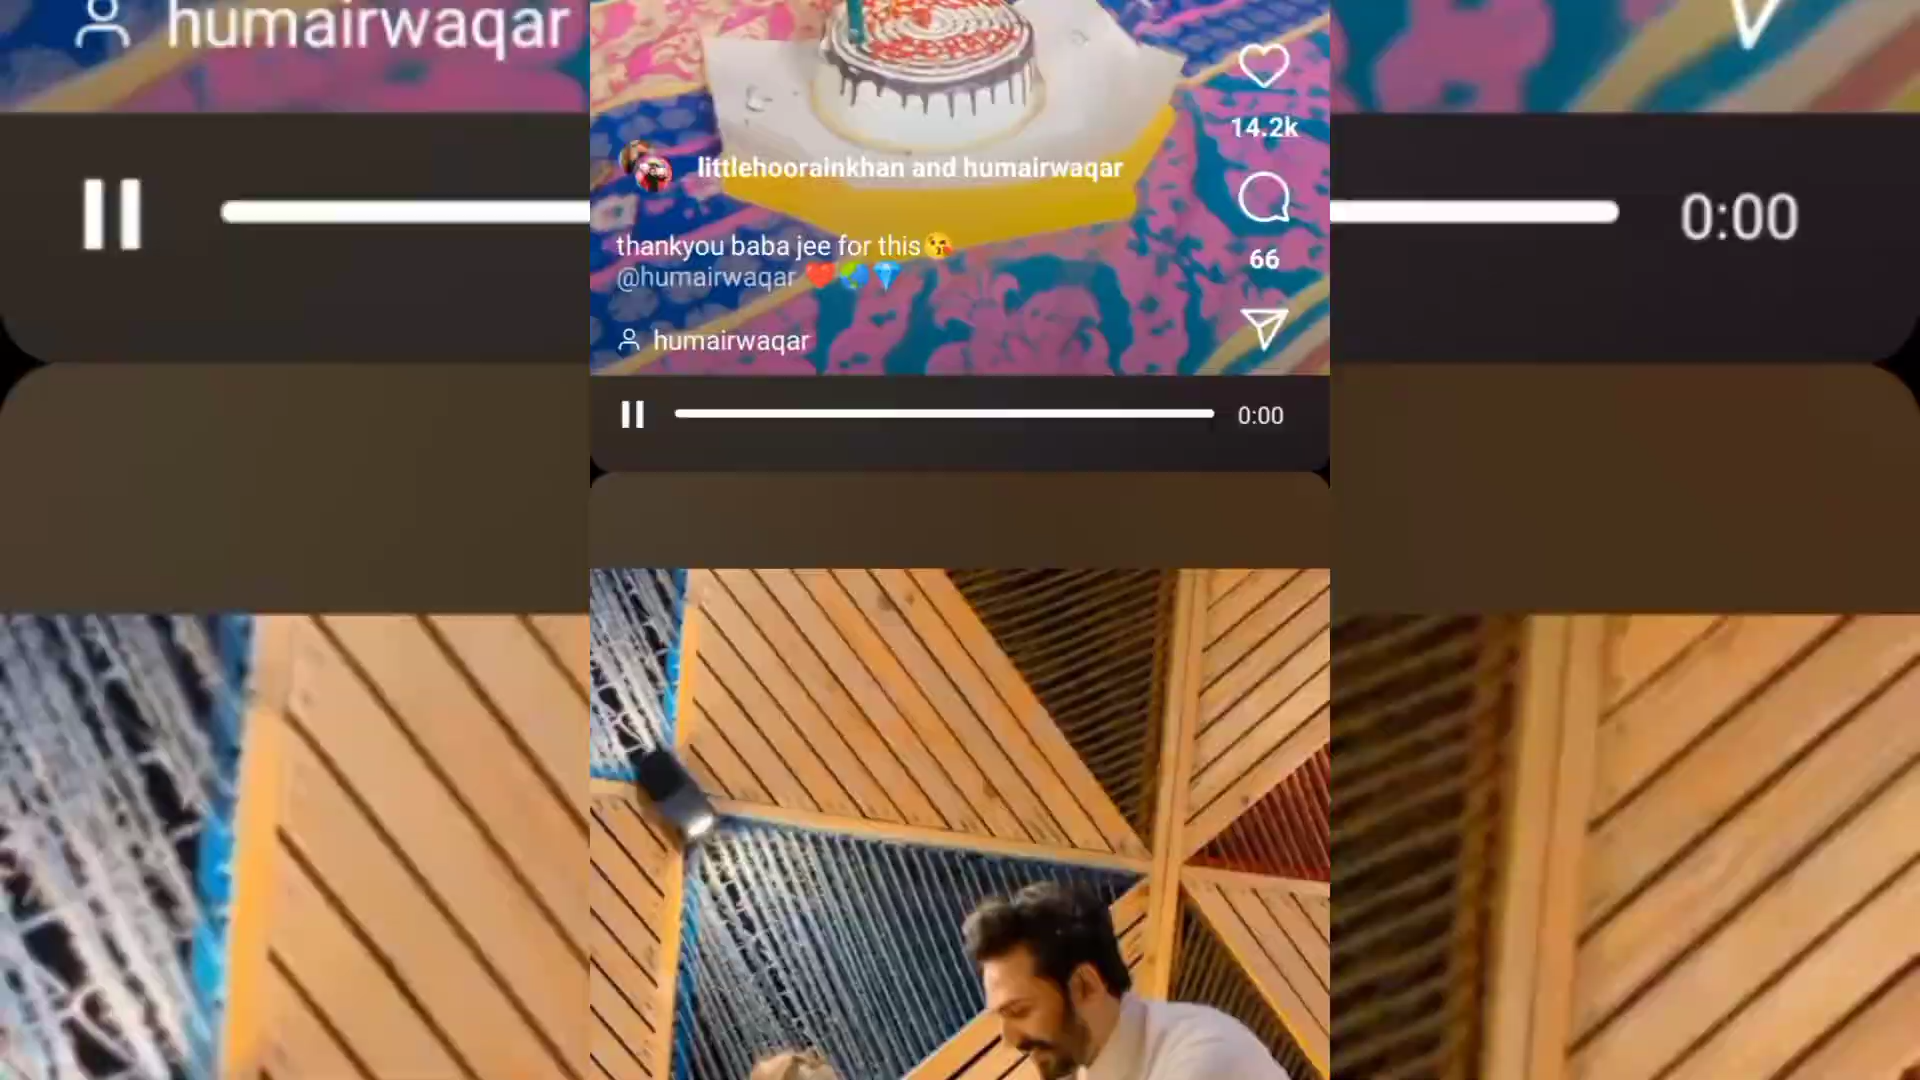 humairwaqar
14.2k
littlehoorainkhan and humairwaqar
thankyou baba jee for this😘
@humairwaqar ❤️🌏💎
66
humairwaqar
0:00
0:00